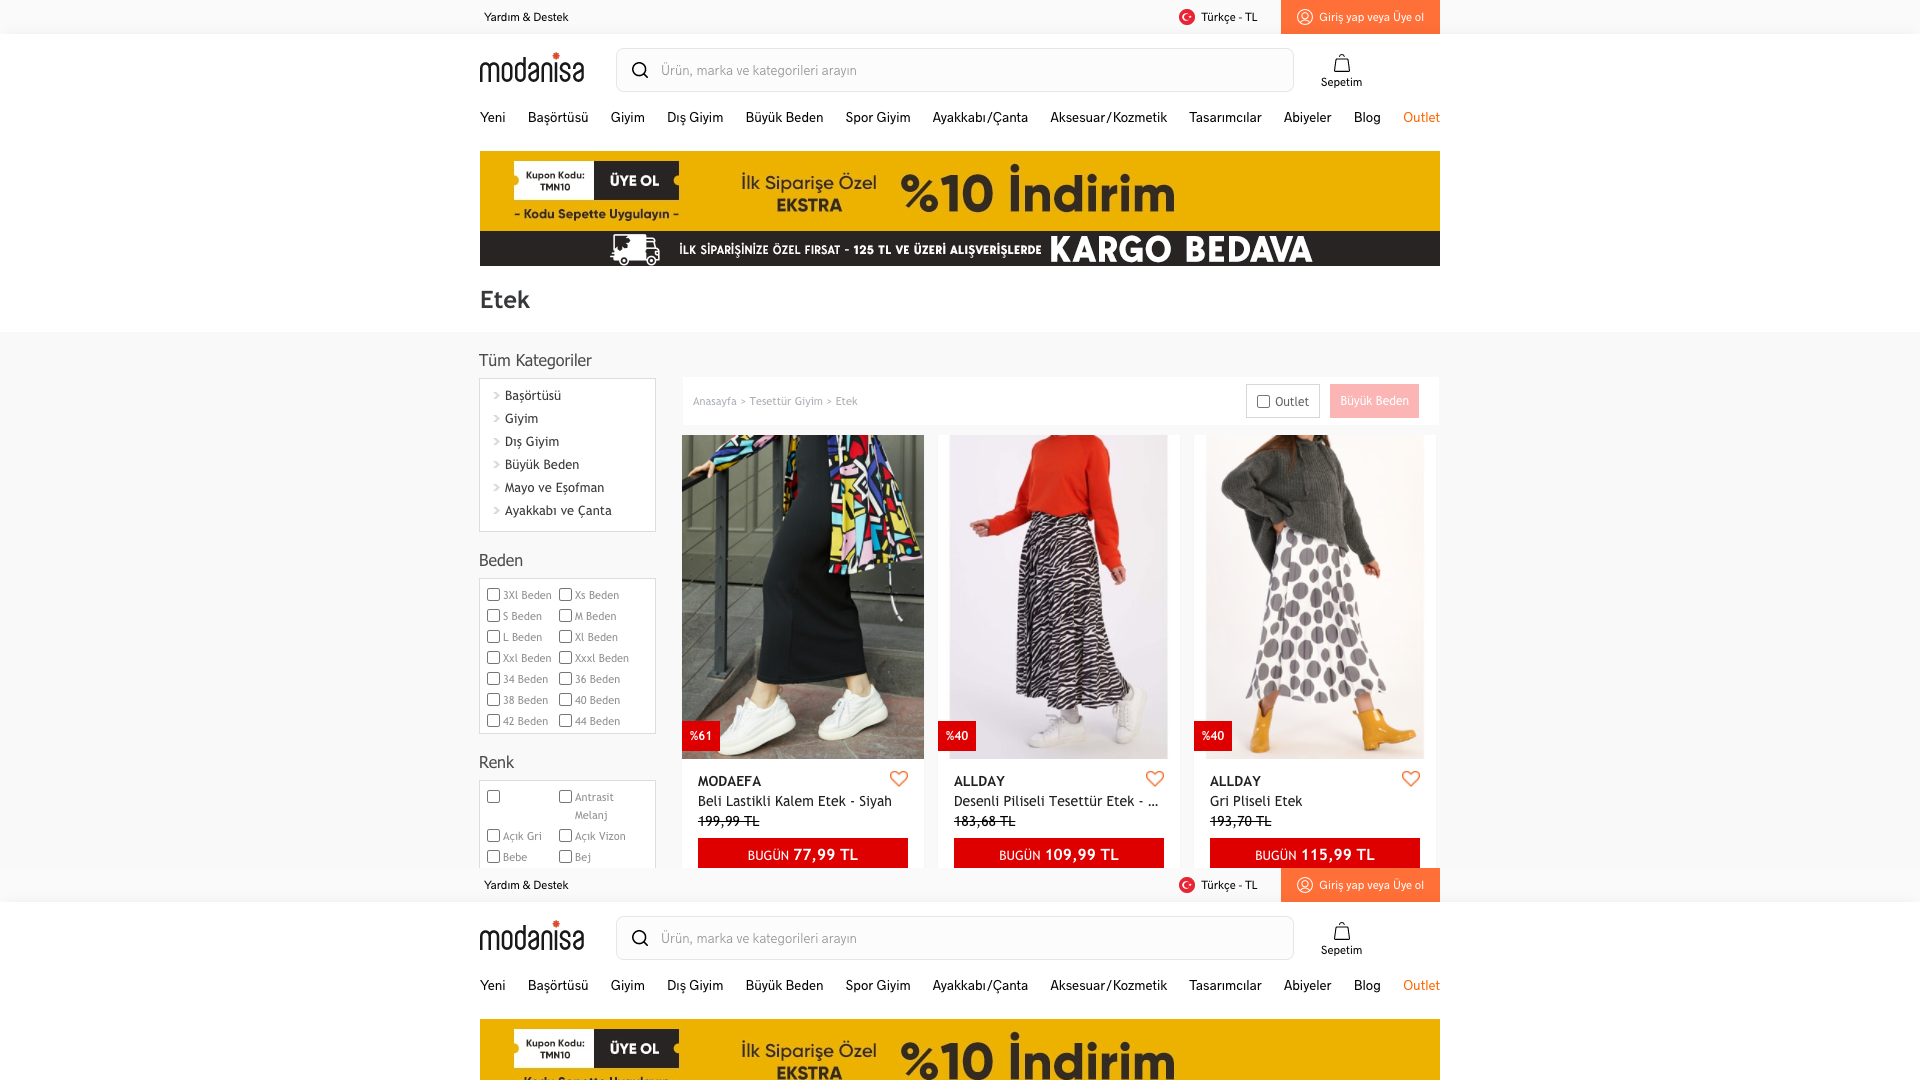 Yardım & Destek
Türkçe - TL
Giriş yap veya Üye ol
modanisa
Ürün, marka ve kategorileri arayın
Sepetim
Yeni Başörtüsü Giyim Dış Giyim Büyük Beden Spor Giyim Ayakkabı/Çanta Aksesuar/Kozmetik Tasarımcılar Abiyeler Blog Outlet
Kupon Kodu:
TMN10
ÜYE OL
– Kodu Sepette Uygulayın –
İlk Siparişe Özel
EKSTRA
%10 İndirim
İLK SİPARİŞİNİZE ÖZEL FIRSAT - 125 TL VE ÜZERİ ALIŞVERİŞLERDE KARGO BEDAVA
Etek
Tüm Kategoriler
Başörtüsü
Giyim
Dış Giyim
Büyük Beden
Mayo ve Eşofman
Ayakkabı ve Çanta
Beden
3Xl Beden Xs Beden
S Beden M Beden
L Beden Xl Beden
Xxl Beden Xxxl Beden
34 Beden 36 Beden
38 Beden 40 Beden
42 Beden 44 Beden
Renk
Antrasit
Melanj
Açık Gri Açık Vizon
Bebe Bej
Anasayfa > Tesettür Giyim > Etek
Outlet
Büyük Beden
%61
MODAEFA
Beli Lastikli Kalem Etek - Siyah
199,99 TL
BUGÜN 77,99 TL
%40
ALLDAY
Desenli Piliseli Tesettür Etek - ...
183,68 TL
BUGÜN 109,99 TL
%40
ALLDAY
Gri Pliseli Etek
193,70 TL
BUGÜN 115,99 TL
Yardım & Destek
Türkçe - TL
Giriş yap veya Üye ol
modanisa
Ürün, marka ve kategorileri arayın
Sepetim
Yeni Başörtüsü Giyim Dış Giyim Büyük Beden Spor Giyim Ayakkabı/Çanta Aksesuar/Kozmetik Tasarımcılar Abiyeler Blog Outlet
Kupon Kodu:
TMN10
ÜYE OL
– Kodu Sepette Uygulayın –
İlk Siparişe Özel
EKSTRA
%10 İndirim